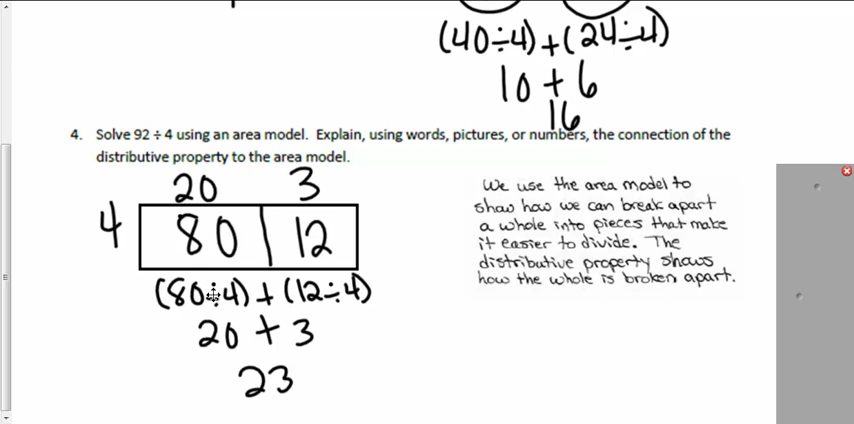 (40÷4)+(24÷4)
10 + 6
16
4. Solve 92 ÷ 4 using an area model. Explain, using words, pictures, or numbers, the connection of the
distributive property to the area model.
20 3
4 80 12
(80÷4) + (12÷4)
20 + 3
23
We use the area model to
show how we can break apart
a whole into pieces that make
it easier to divide. The
distributive property shows
how the whole is broken apart.